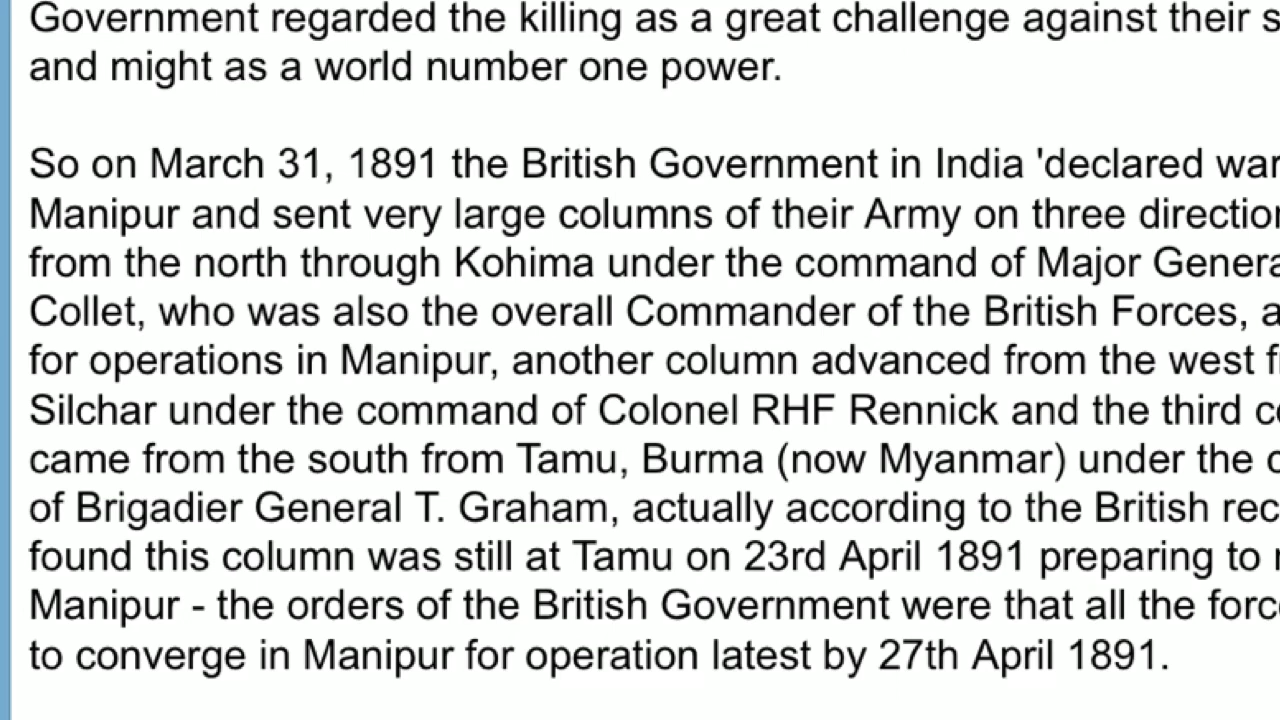 Government regarded the killing as a great challenge against their s
and might as a world number one power.
So on March 31, 1891 the British Government in India 'declared war
Manipur and sent very large columns of their Army on three direction
from the north through Kohima under the command of Major Genera
Collet, who was also the overall Commander of the British Forces, a
for operations in Manipur, another column advanced from the west f
Silchar under the command of Colonel RHF Rennick and the third c
came from the south from Tamu, Burma (now Myanmar) under the c
of Brigadier General T. Graham, actually according to the British rec
found this column was still at Tamu on 23rd April 1891 preparing to
Manipur - the orders of the British Government were that all the forc
to converge in Manipur for operation latest by 27th April 1891.